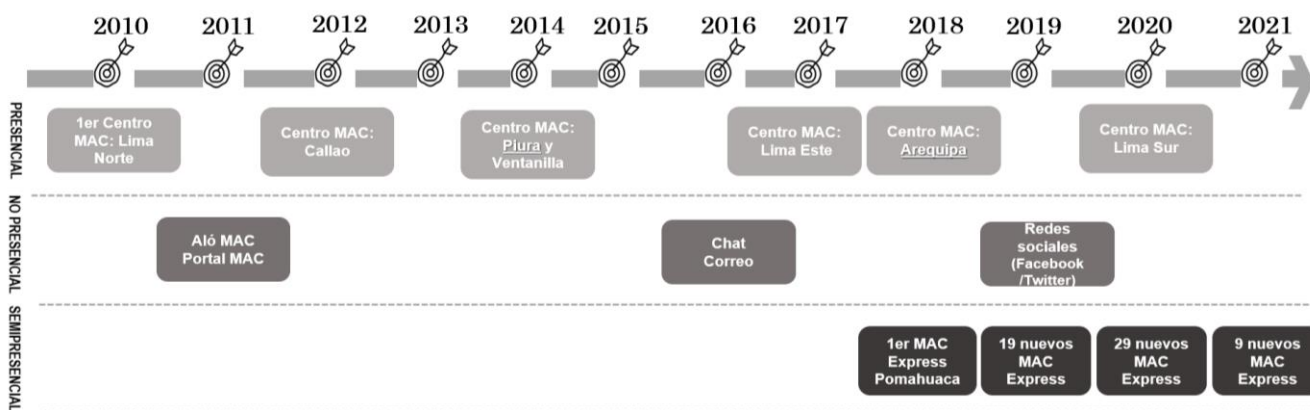 2010 2011 2012 2013 2014 2015 2016 2017 2018 2019 2020 2021
PRESENCIAL
1er Centro
MAC: Lima
Norte
Centro MAC:
Callao
Centro MAC:
Piura y
Ventanilla
Centro MAC:
Lima Este
Centro MAC:
Arequipa
Centro MAC:
Lima Sur
NO PRESENCIAL
Aló MAC
Portal MAC
Chat
Correo
Redes
sociales
(Facebook
/Twitter)
SEMIPRESENCIAL
1er MAC
Express
Pomahuaca
19 nuevos
MAC
Express
29 nuevos
MAC
Express
9 nuevos
MAC
Express